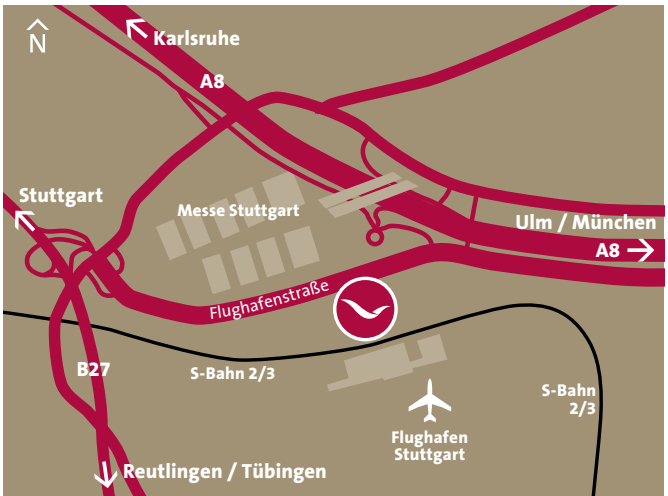 N
Karlsruhe
A8
Stuttgart
Messe Stuttgart
Ulm / München
A8
Flughafenstraße
B27
S-Bahn 2/3
S-Bahn
2/3
Flughafen
Stuttgart
Reutlingen / Tübingen